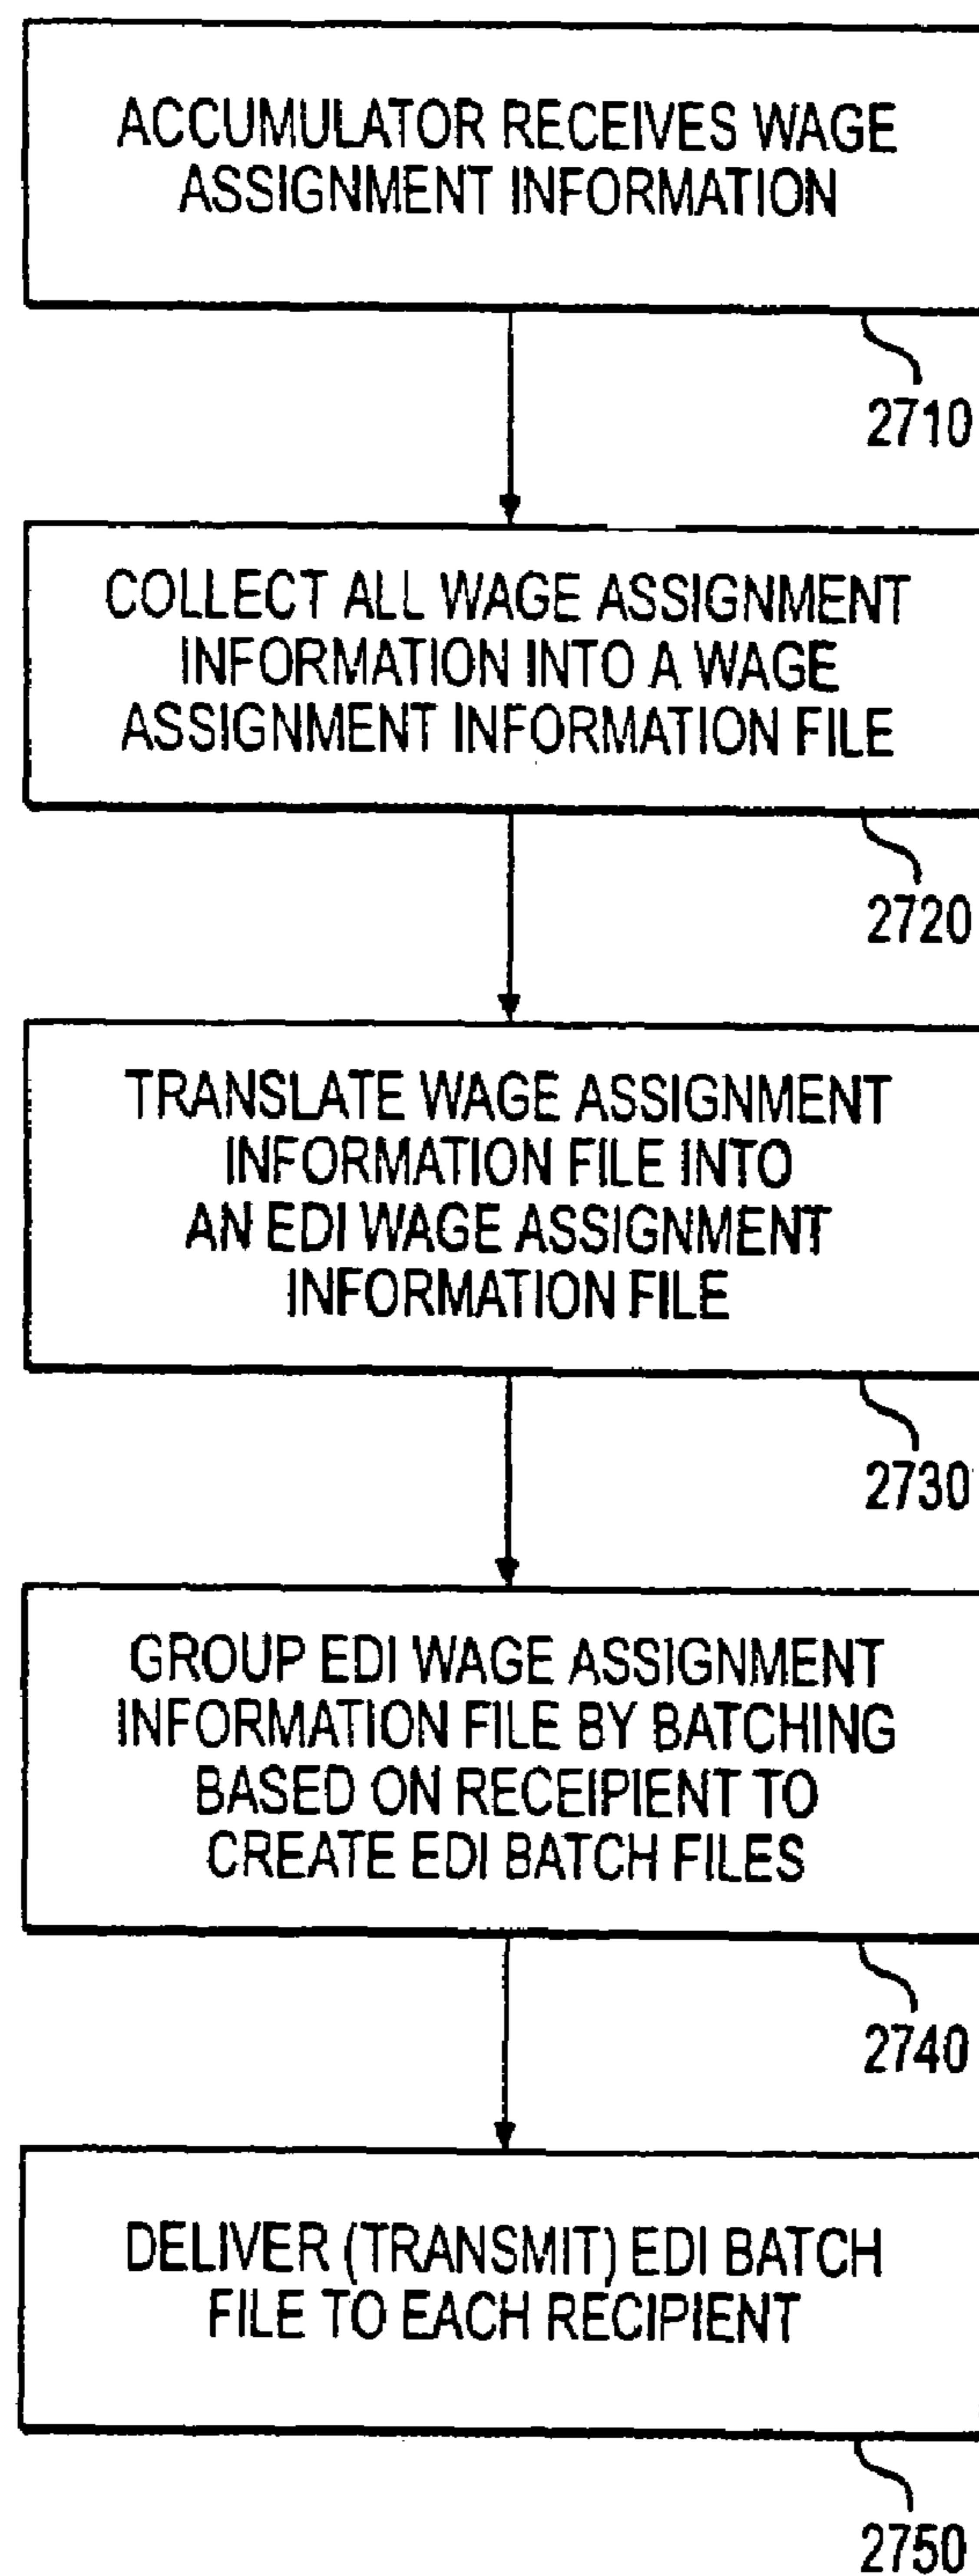 ACCUMULATOR RECEIVES WAGE
ASSIGNMENT INFORMATION
2710
COLLECT ALL WAGE ASSIGNMENT
INFORMATION INTO A WAGE
ASSIGNMENT INFORMATION FILE
2720
TRANSLATE WAGE ASSIGNMENT
INFORMATION FILE INTO
AN EDI WAGE ASSIGNMENT
INFORMATION FILE
2730
GROUP EDI WAGE ASSIGNMENT
INFORMATION FILE BY BATCHING
BASED ON RECEIPIENT TO
CREATE EDI BATCH FILES
2740
DELIVER (TRANSMIT) EDI BATCH
FILE TO EACH RECIPIENT
2750